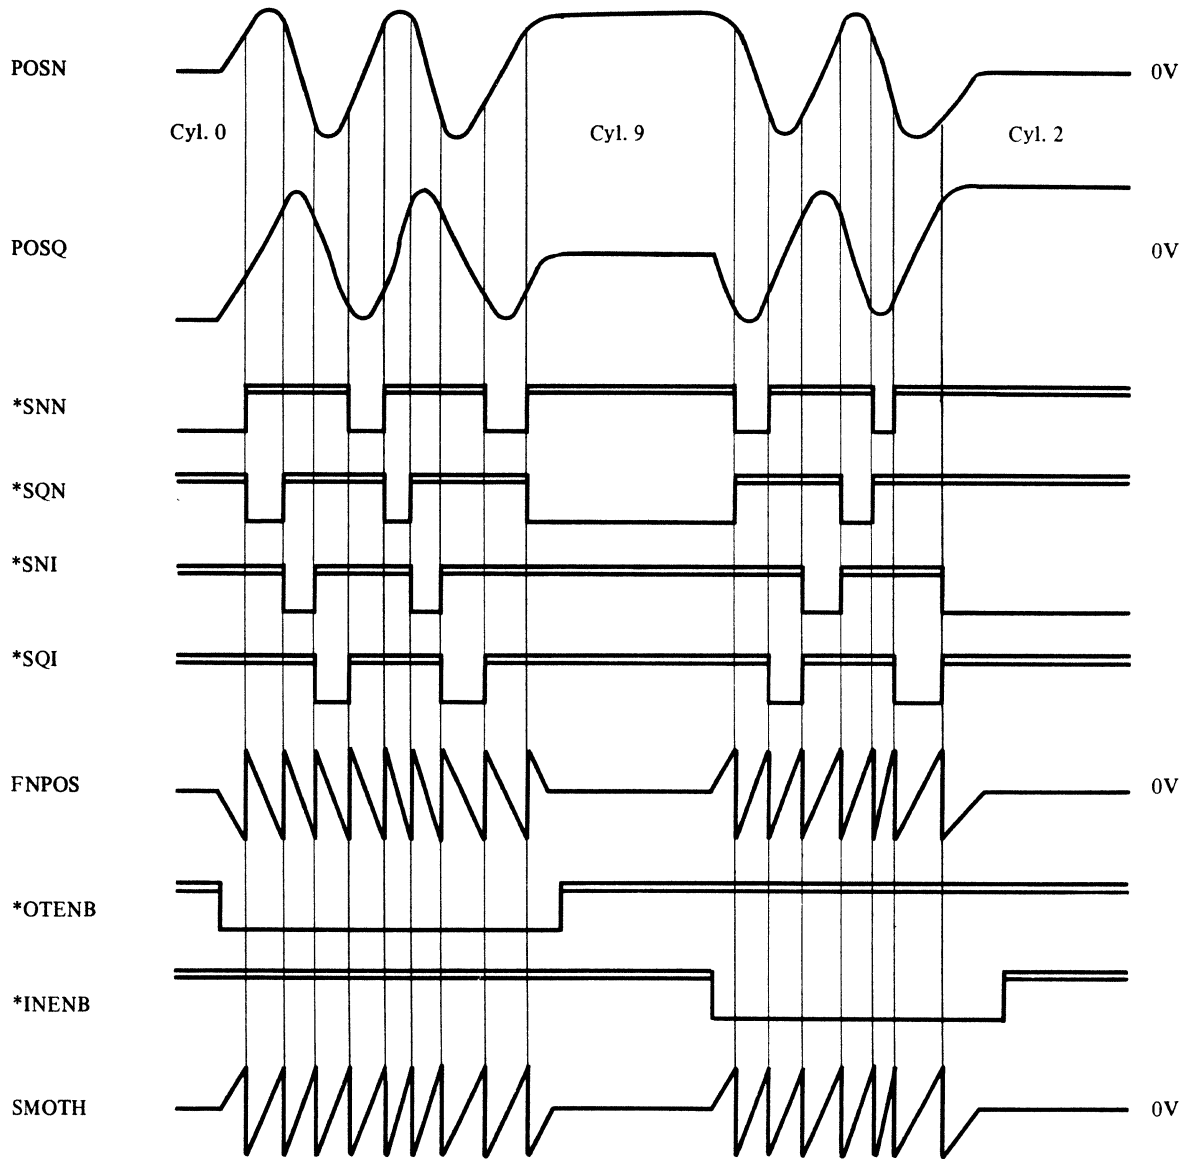 POSN 0V
Cyl. 0 Cyl. 9 Cyl. 2
POSQ 0V
*SNN
*SQN
*SNI
*SQI
FNPOS 0V
*OTENB
*INENB
SMOTH 0V